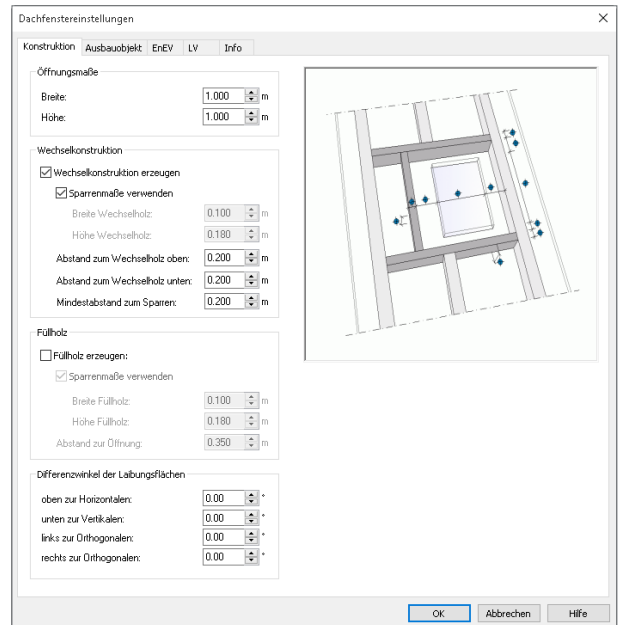 Dachfenstereinstellungen
Konstruktion Ausbauobjekt EnEV LV Info
Öffnungsmaße
Breite: 1.000 m
Höhe: 1.000 m
Wechselkonstruktion
Wechselkonstruktion erzeugen
Sparrenmaße verwenden
Breite Wechselholz: 0.100 m
Höhe Wechselholz: 0.180 m
Abstand zum Wechselholz oben: 0.200 m
Abstand zum Wechselholz unten: 0.200 m
Mindestabstand zum Sparren: 0.200 m
Füllholz
Füllholz erzeugen:
Sparrenmaße verwenden
Breite Füllholz: 0.100 m
Höhe Füllholz: 0.180 m
Abstand zur Öffnung: 0.350 m
Differenzwinkel der Laibungsflächen
oben zur Horizontalen: 0.00 °
unten zur Vertikalen: 0.00 °
links zur Orthogonalen: 0.00 °
rechts zur Orthogonalen: 0.00 °
OK Abbrechen Hilfe